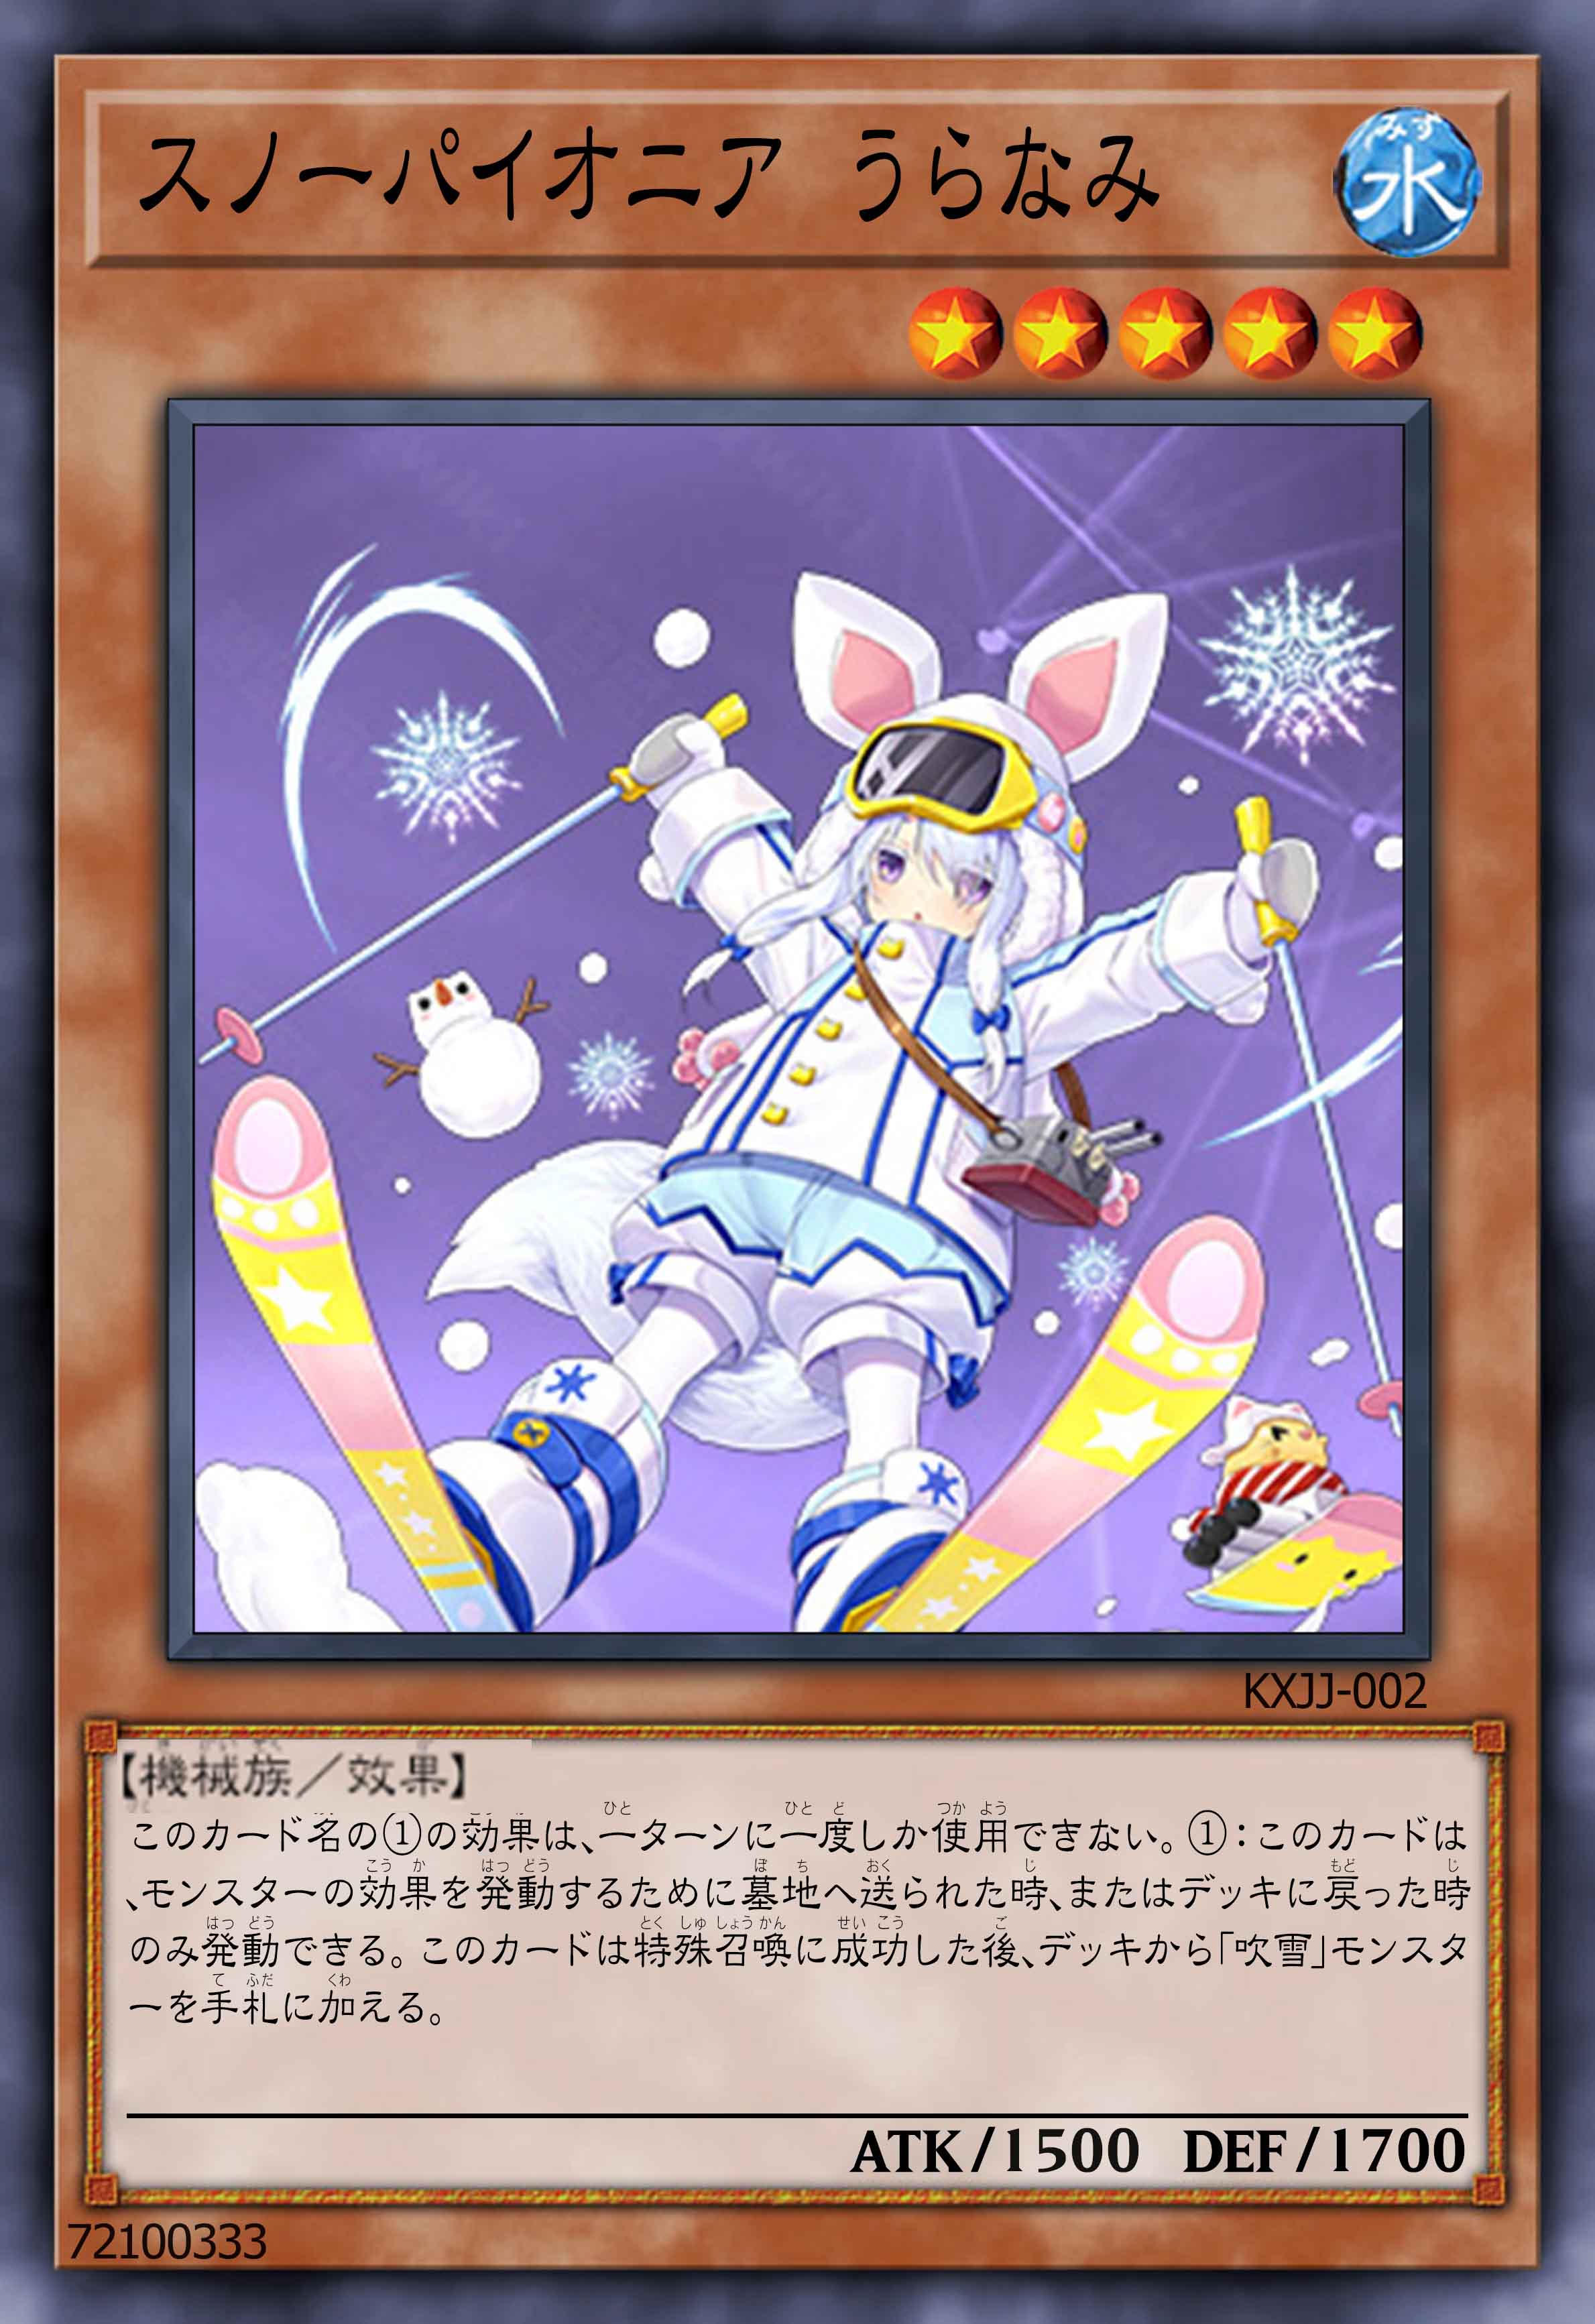 スノーパイオニア うらなみ
みず
水
KXJJ-002
【機械族／効果】
このカード名の①の効果は、一ターンに一度しか使用できない。①：このカードは
、モンスターの効果を発動するために墓地へ送られた時、またはデッキに戻った時
のみ発動できる。このカードは特殊召喚に成功した後、デッキから「吹雪」モンスタ
ーを手札に加える。
ATK/1500 DEF/1700
72100333